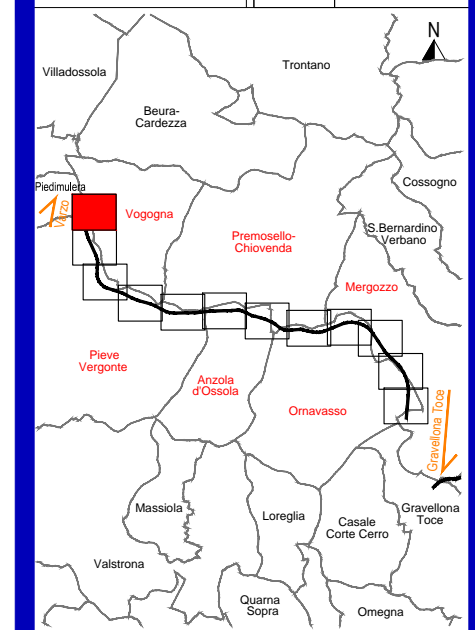 N
Villadossola
Trontano
Beura-
Cardezza
Piedimulera
Cossogno
Varzo
Vogogna
Premosello-
Chiovenda
S.Bernardino
Verbano
Mergozzo
Pieve
Vergonte
Anzola
d'Ossola
Ornavasso
Gravellona Toce
Massiola
Loreglia
Casale
Corte Cerro
Gravellona
Toce
Valstrona
Quarna
Sopra
Omegna